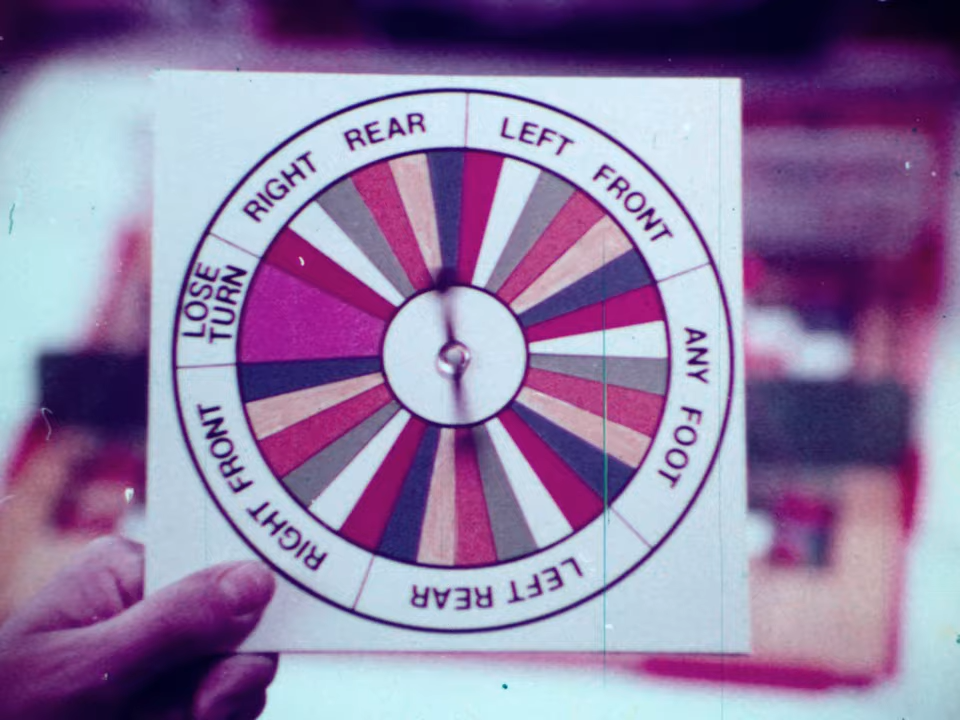 RIGHT REAR
LEFT FRONT
ANY FOOT
LEFT REAR
RIGHT FRONT
LOSE
TURN